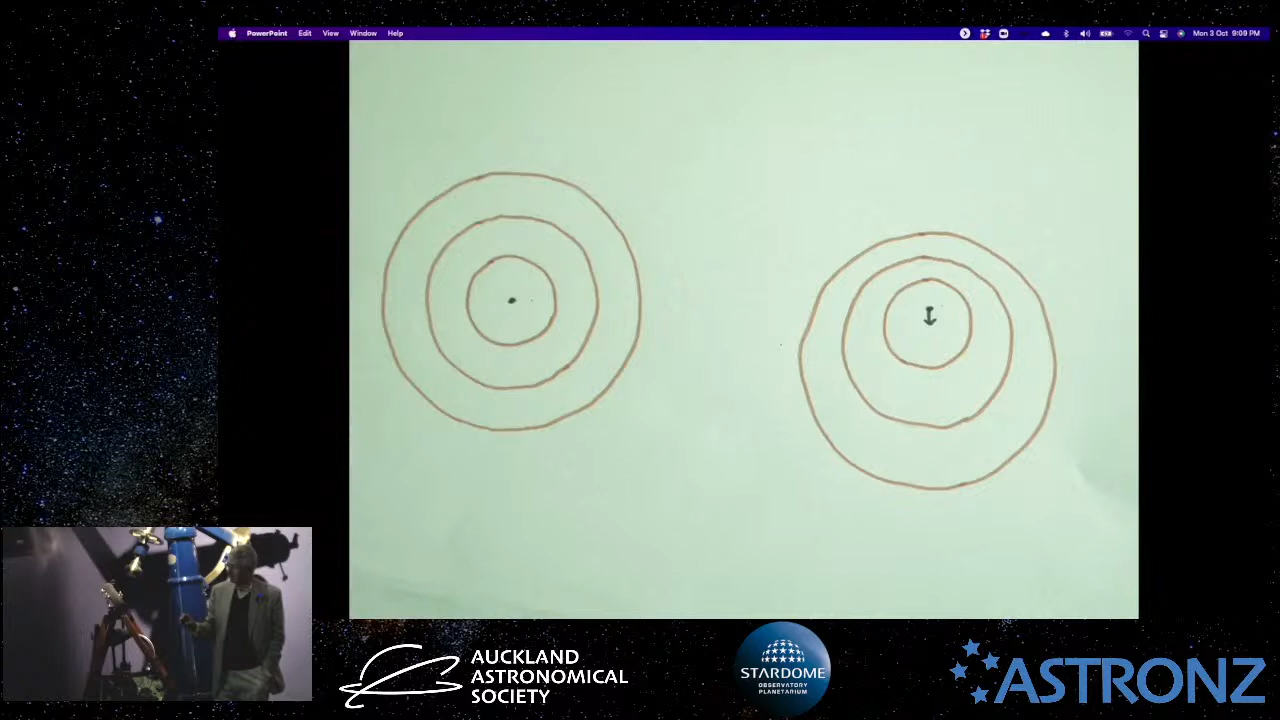 PowerPoint Edit View Window Help
Mon 3 Oct 9:09 PM
AUCKLAND
ASTRONOMICAL
SOCIETY
STARDOME
OBSERVATORY
PLANETARIUM
ASTRONZ